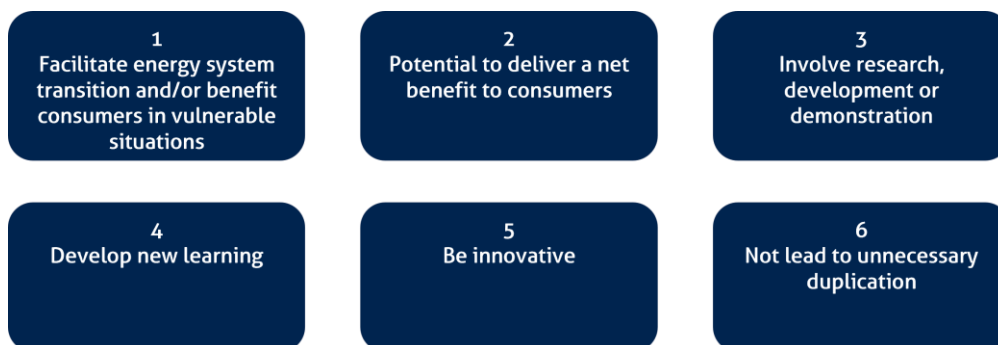 1
Facilitate energy system
transition and/or benefit
consumers in vulnerable
situations
2
Potential to deliver a net
benefit to consumers
3
Involve research,
development or
demonstration
4
Develop new learning
5
Be innovative
6
Not lead to unnecessary
duplication